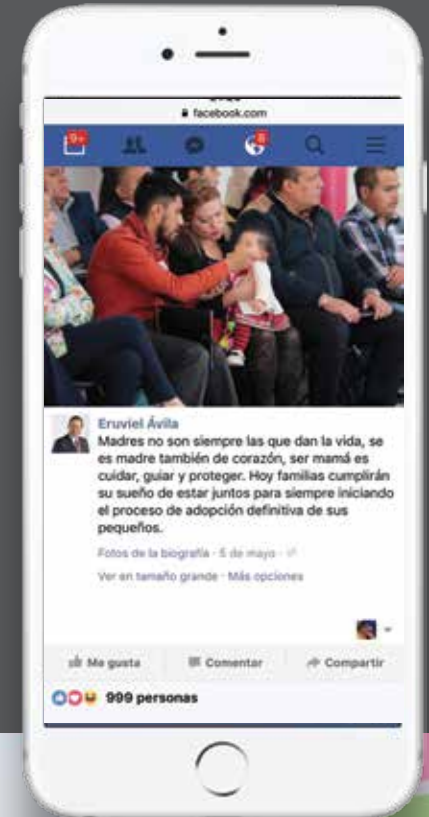 facebook.com
9+
8
Eruviel Ávila
Madres no son siempre las que dan la vida, se
es madre también de corazón, ser mamá es
cuidar, guiar y proteger. Hoy familias cumplirán
su sueño de estar juntos para siempre iniciando
el proceso de adopción definitiva de sus
pequeños.
Fotos de la biografía · 5 de mayo ·
Ver en tamaño grande · Más opciones
Me gusta
Comentar
Compartir
999 personas